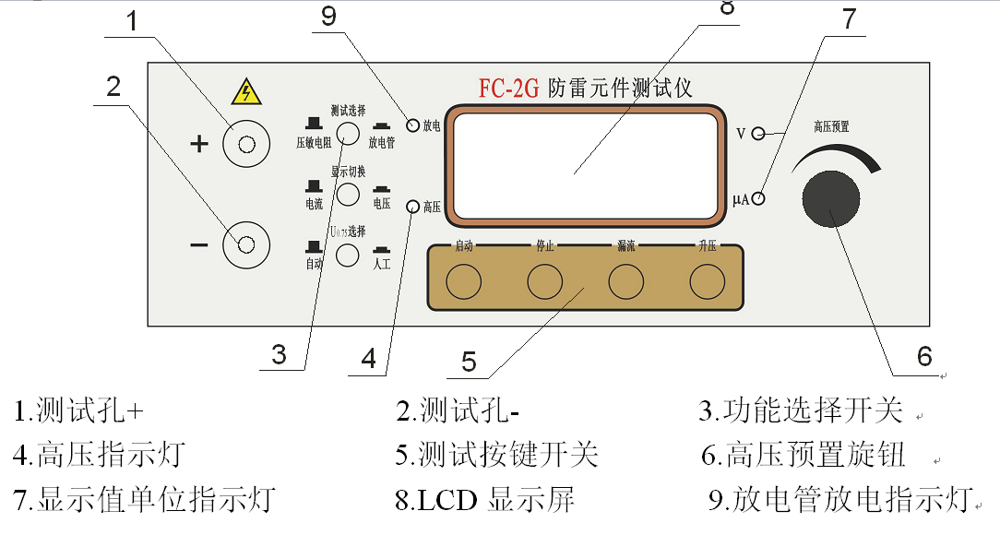 1
9
8
7
2
FC-2G 防雷元件测试仪
测试选择
压敏电阻
放电管
放电
V
高压预置
+
显示切换
电流
电压
高压
μA
−
U0.75选择
自动
人工
启动
停止
漏流
升压
3
4
5
6
1.测试孔+ 2.测试孔- 3.功能选择开关
4.高压指示灯 5.测试按键开关 6.高压预置旋钮
7.显示值单位指示灯 8.LCD 显示屏 9.放电管放电指示灯